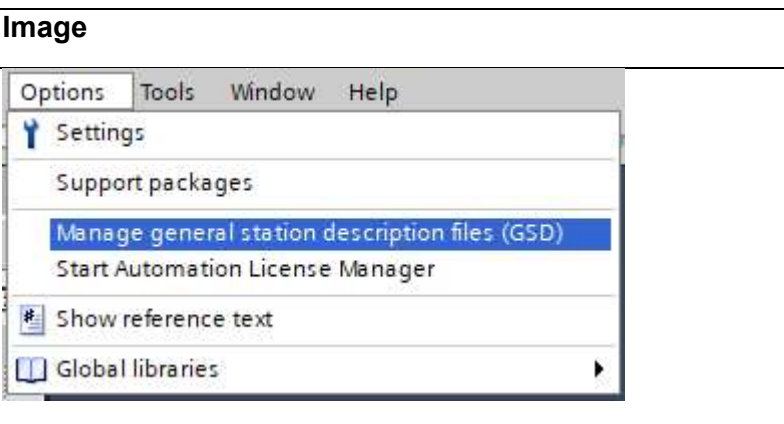 Image
Options Tools Window Help
Settings
Support packages
Manage general station description files (GSD)
Start Automation License Manager
Show reference text
Global libraries